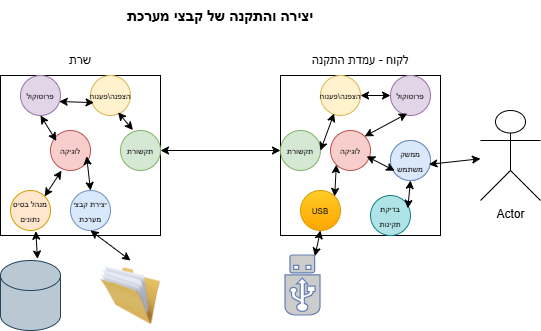 יצירה והתקנה של קבצי מערכת
לקוח - עמדת התקנה
שרת
פרוטוקול
הצפנה\פענוח
הצפנה\פענוח
פרוטוקול
תקשורת
לוגיקה
ממשק
משתמש
תקשורת
לוגיקה
USB
בדיקת
תקינות
יצירת קבצי
מערכת
מנהל בסיס
נתונים
Actor